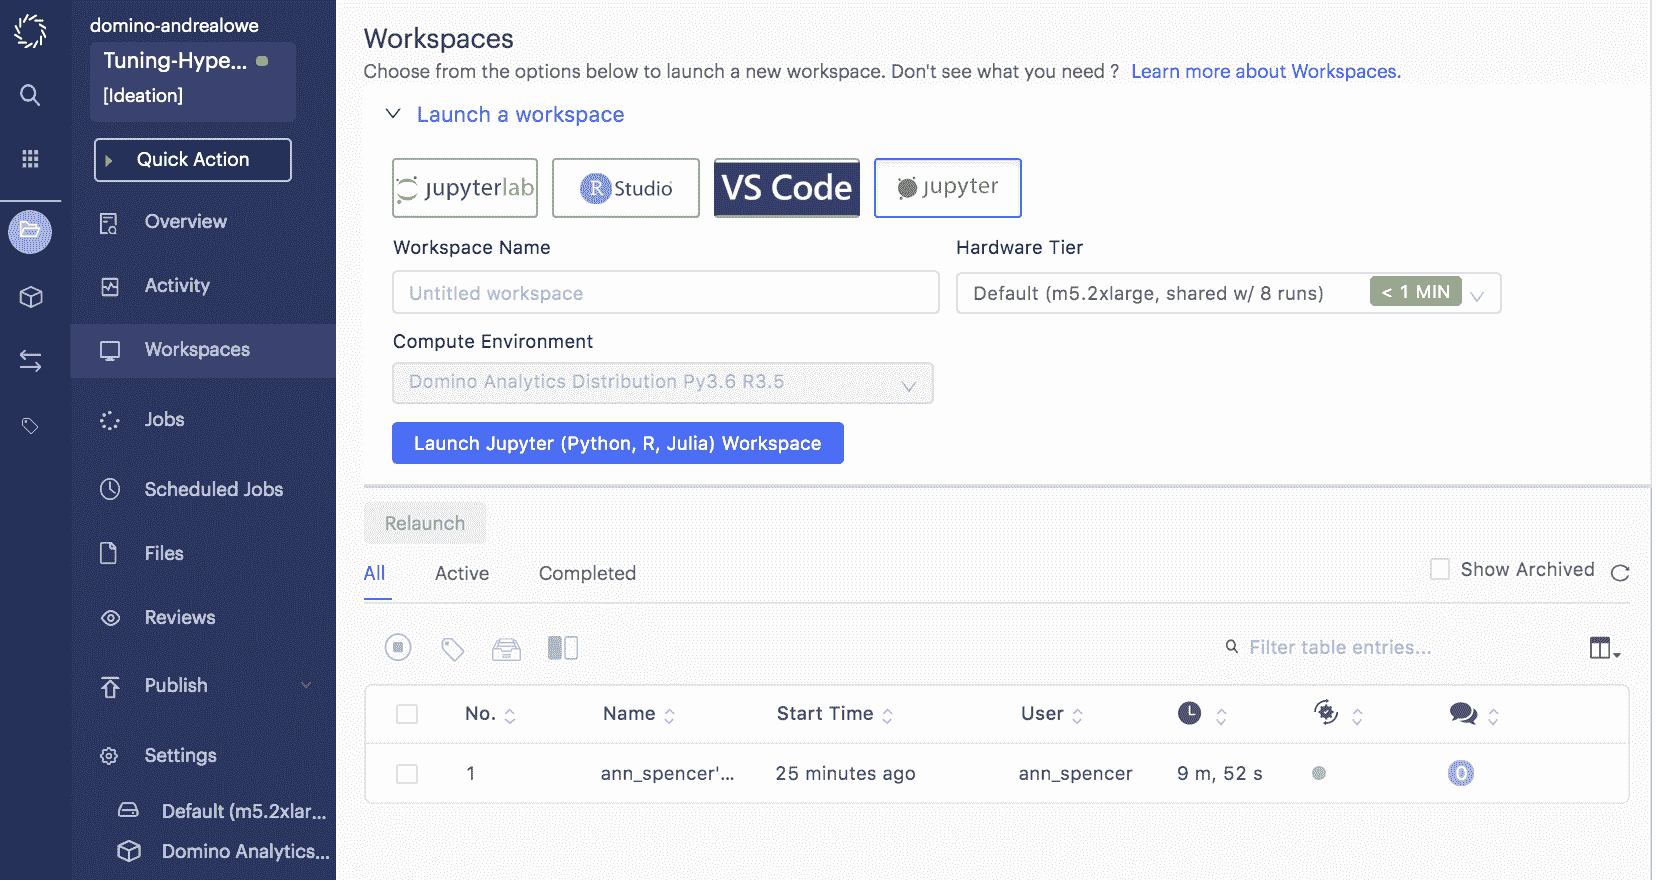 domino-andrealowe
Tuning-Hype...
[Ideation]
Quick Action
Overview
Activity
Workspaces
Jobs
Scheduled Jobs
Files
Reviews
Publish
Settings
Default (m5.2xlar...
Domino Analytics...
Workspaces
Choose from the options below to launch a new workspace. Don't see what you need ? Learn more about Workspaces.
Launch a workspace
jupyterlab
R Studio
VS Code
jupyter
Workspace Name
Hardware Tier
Untitled workspace
Default (m5.2xlarge, shared w/ 8 runs)
< 1 MIN
Compute Environment
Domino Analytics Distribution Py3.6 R3.5
Launch Jupyter (Python, R, Julia) Workspace
Relaunch
All Active Completed
Show Archived
Filter table entries...
No. Name Start Time User
1 ann_spencer'... 25 minutes ago ann_spencer 9 m, 52 s 0